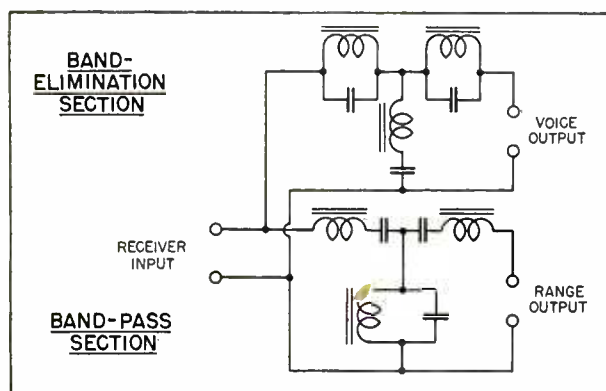 BAND-
ELIMINATION
SECTION
VOICE
OUTPUT
RECEIVER
INPUT
RANGE
OUTPUT
BAND-PASS
SECTION